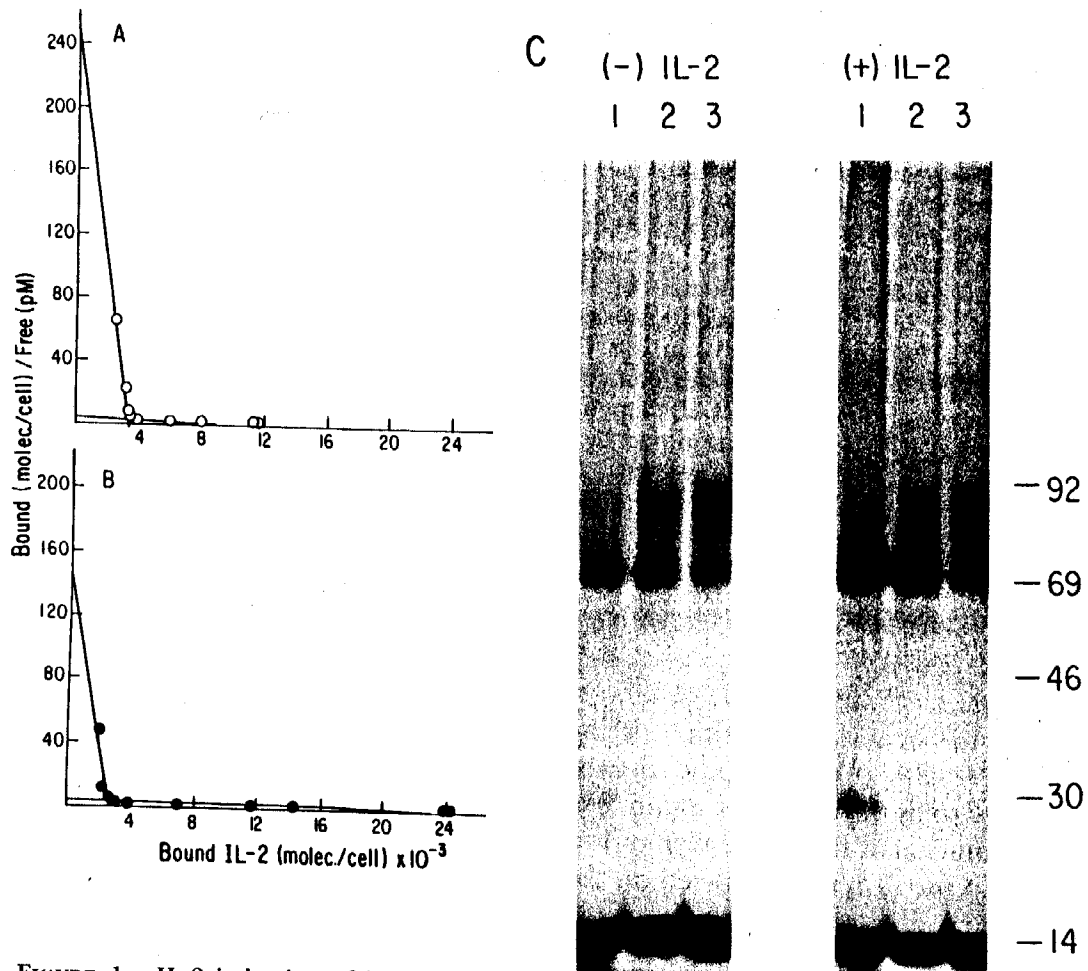 A
240
200
160
120
80
40
4 8 12 16 20 24
B
200
160
120
80
40
4 8 12 16 20 24
Bound (molec./cell) / Free (pM)
Bound IL-2 (molec./cell) x10⁻³
C
(-) IL-2
1 2 3
(+) IL-2
1 2 3
—92
—69
—46
—30
—14
FIGURE 1.